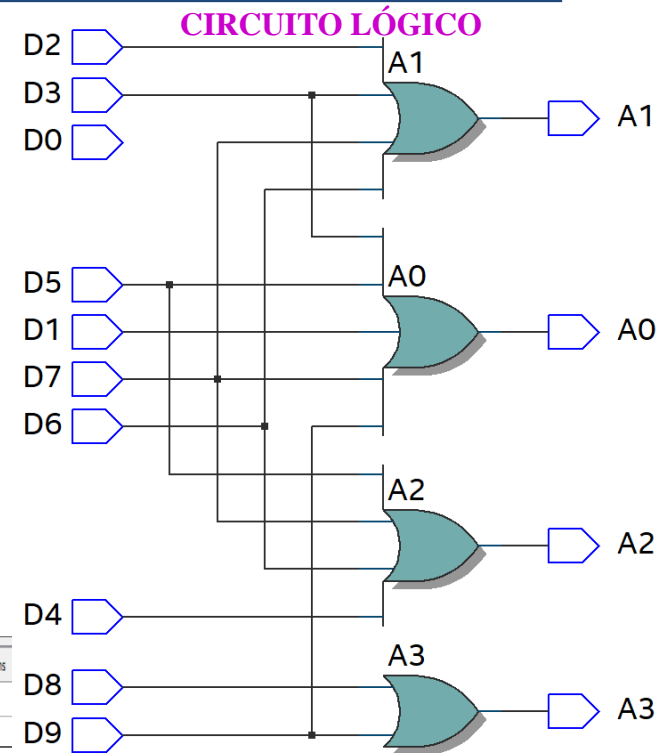 CIRCUITO LÓGICO
D2
A1
D3
A1
D0
D5
A0
D1
A0
D7
D6
A2
A2
D4
A3
D8
A3
D9